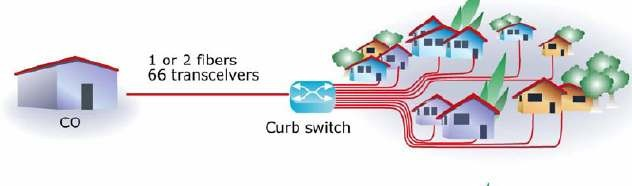 1 or 2 fibers
66 transceivers
CO
Curb switch